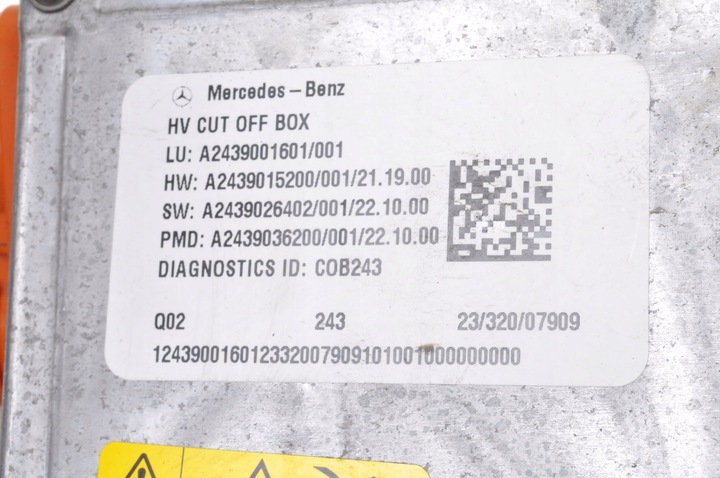 Mercedes-Benz
HV CUT OFF BOX
LU: A2439001601/001
HW: A2439015200/001/21.19.00
SW: A2439026402/001/22.10.00
PMD: A2439036200/001/22.10.00
DIAGNOSTICS ID: COB243
Q02 243 23/320/07909
124390016012332007909101001000000000